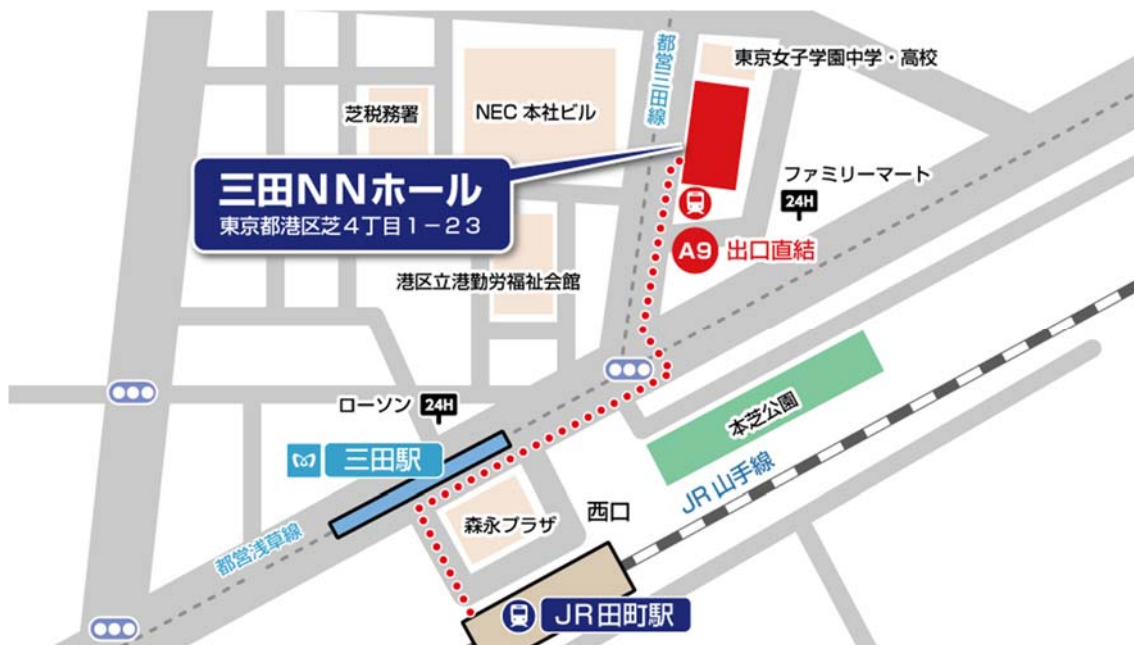 都営三田線
東京女子学園中学・高校
芝税務署
NEC 本社ビル
三田NNホール
東京都港区芝4丁目1−23
ファミリーマート
24H
A9 出口直結
港区立港勤労福祉会館
ローソン 24H
本芝公園
三田駅
JR 山手線
西口
森永プラザ
都営浅草線
JR田町駅